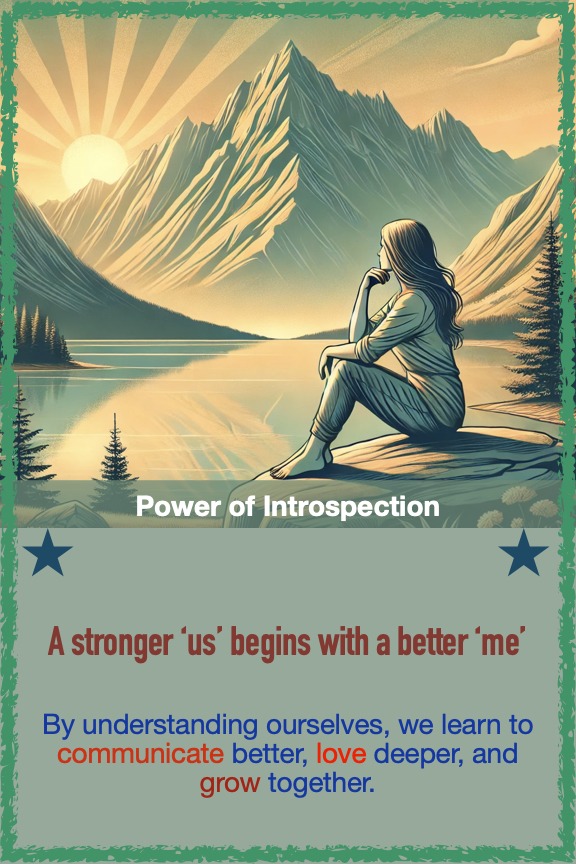 Power of Introspection
A stronger ‘us’ begins with a better ‘me’
By understanding ourselves, we learn to
communicate better, love deeper, and
grow together.